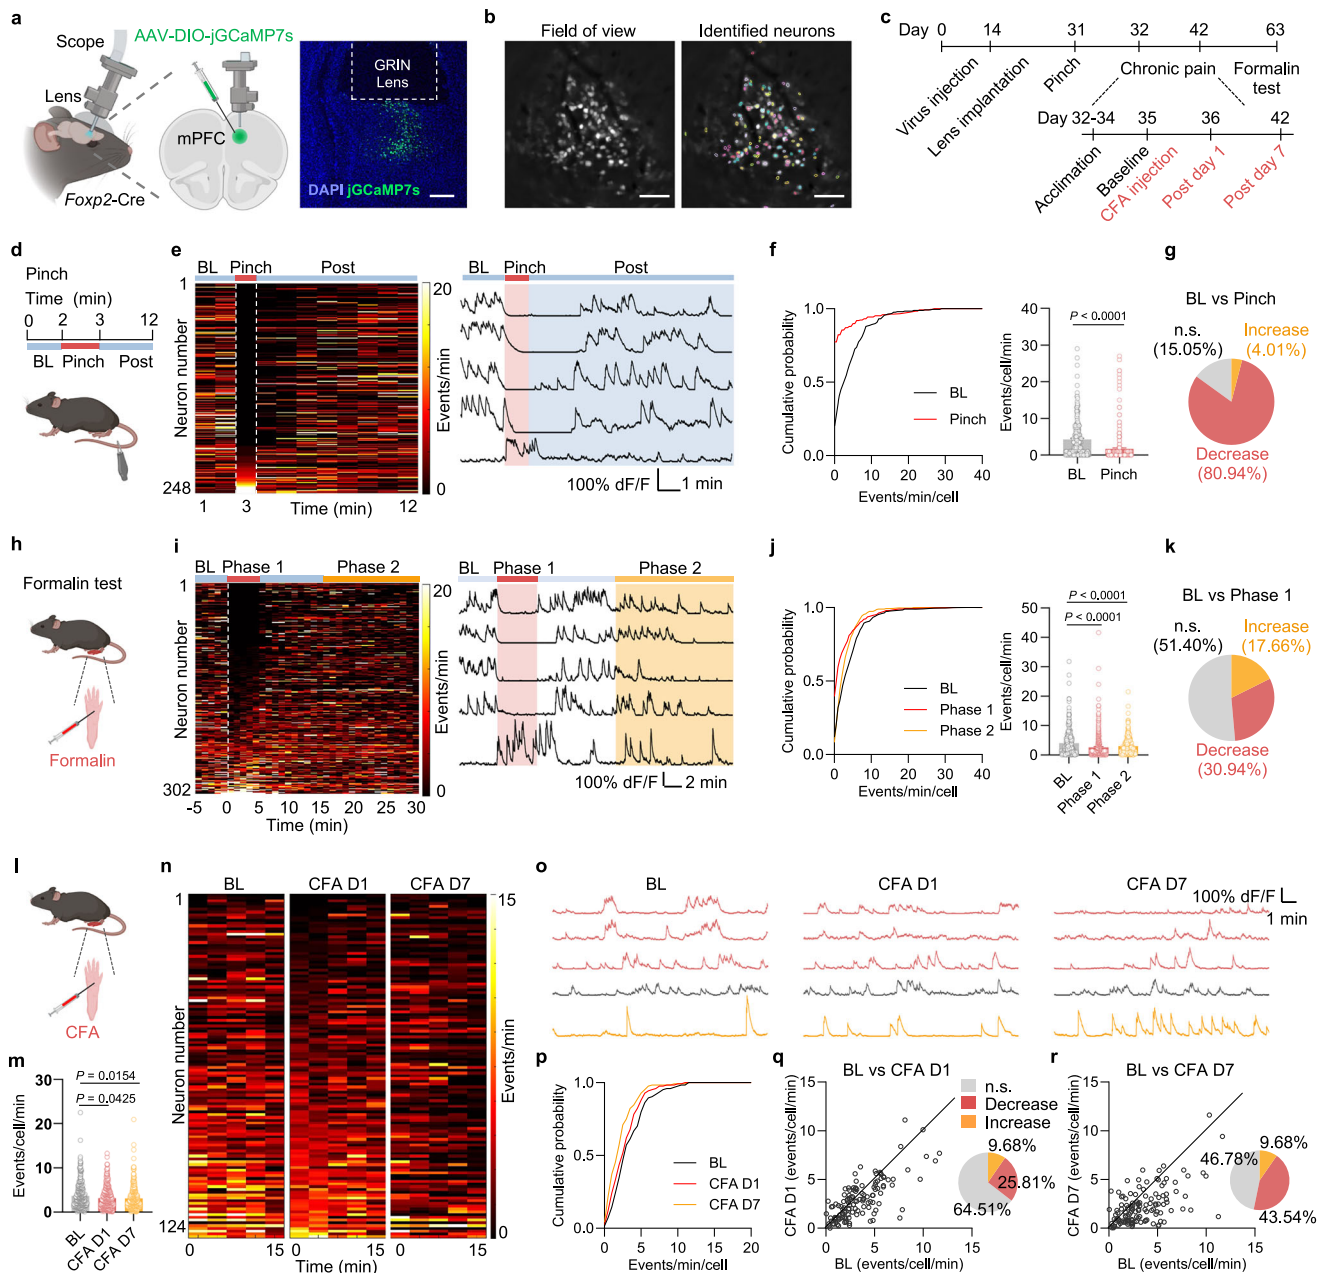 a
Scope
AAV-DIO-jGCaMP7s
Lens
mPFC
Foxp2-Cre
GRIN
Lens
DAPI jGCaMP7s
b
Field of view
Identified neurons
c
Day 0 14 31 32 42 63
Virus injection
Lens implantation
Pinch
Chronic pain
Formalin
test
Day 32-34 35 36 42
Acclimation
Baseline
CFA injection
Post day 1
Post day 7
d
Pinch
Time (min)
0 2 3 12
BL Pinch Post
e
BL Pinch Post
1
Neuron number
248
1 3 12
Time (min)
20
0
Events/min
BL Pinch Post
100% dF/F
1 min
f
Cumulative probability
1.0
0.5
0.0
0 10 20 30 40
Events/min/cell
BL
Pinch
Events/cell/min
40
30
20
10
0
P < 0.0001
BL Pinch
g
BL vs Pinch
n.s.
(15.05%)
Increase
(4.01%)
Decrease
(80.94%)
h
Formalin test
Formalin
i
BL Phase 1 Phase 2
1
Neuron number
302
-5 0 5 10 15 20 25 30
Time (min)
20
0
Events/min
BL Phase 1 Phase 2
100% dF/F
2 min
j
Cumulative probability
1.0
0.5
0.0
0 10 20 30 40
Events/min/cell
BL
Phase 1
Phase 2
Events/cell/min
50
40
30
20
10
0
P < 0.0001
P < 0.0001
BL
Phase 1
Phase 2
k
BL vs Phase 1
n.s.
(51.40%)
Increase
(17.66%)
Decrease
(30.94%)
l
CFA
m
Events/cell/min
30
20
10
0
P = 0.0154
P = 0.0425
BL
CFA D1
CFA D7
n
BL CFA D1 CFA D7
1
Neuron number
124
0 15 0 15 0 15
Time (min)
15
0
Events/min
o
BL CFA D1 CFA D7
100% dF/F
1 min
p
Cumulative probability
1.0
0.5
0.0
0 5 10 15 20
Events/min/cell
BL
CFA D1
CFA D7
q
BL vs CFA D1
CFA D1 (events/cell/min)
15
10
5
0
0 5 10 15
BL (events/cell/min)
n.s.
Decrease
Increase
9.68%
25.81%
64.51%
r
BL vs CFA D7
CFA D7 (events/cell/min)
15
10
5
0
0 5 10 15
BL (events/cell/min)
9.68%
46.78%
43.54%